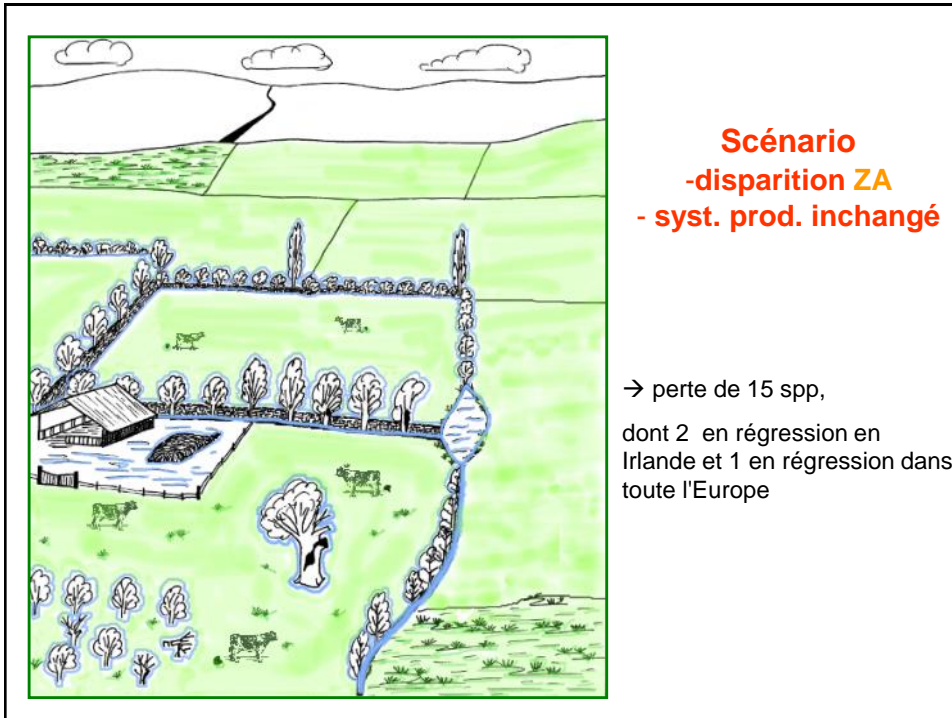 Scénario
-disparition ZA
- syst. prod. inchangé
→ perte de 15 spp,
dont 2 en régression en
Irlande et 1 en régression dans
toute l'Europe